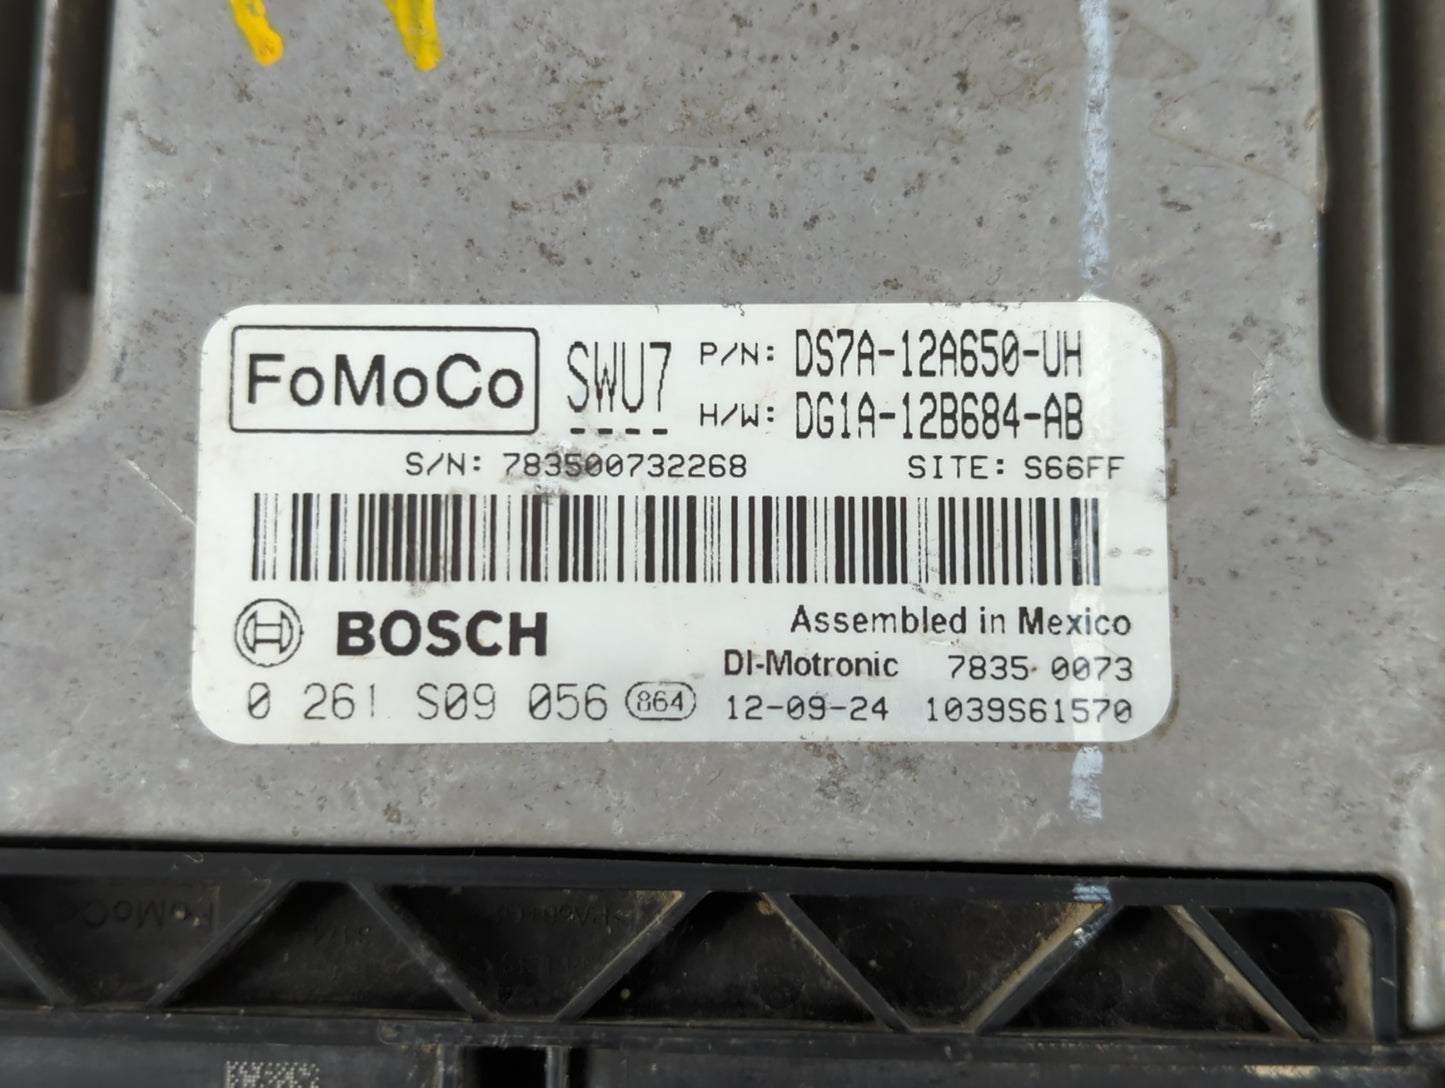 FoMoCo SWU7 P/N: DS7A-12A650-UH
H/W: DG1A-12B684-AB
S/N: 783500732268 SITE: S66FF
BOSCH Assembled in Mexico
DI-Motronic 7835 0073
0 261 S09 056 864 12-09-24 1039S61570
FoMoCo